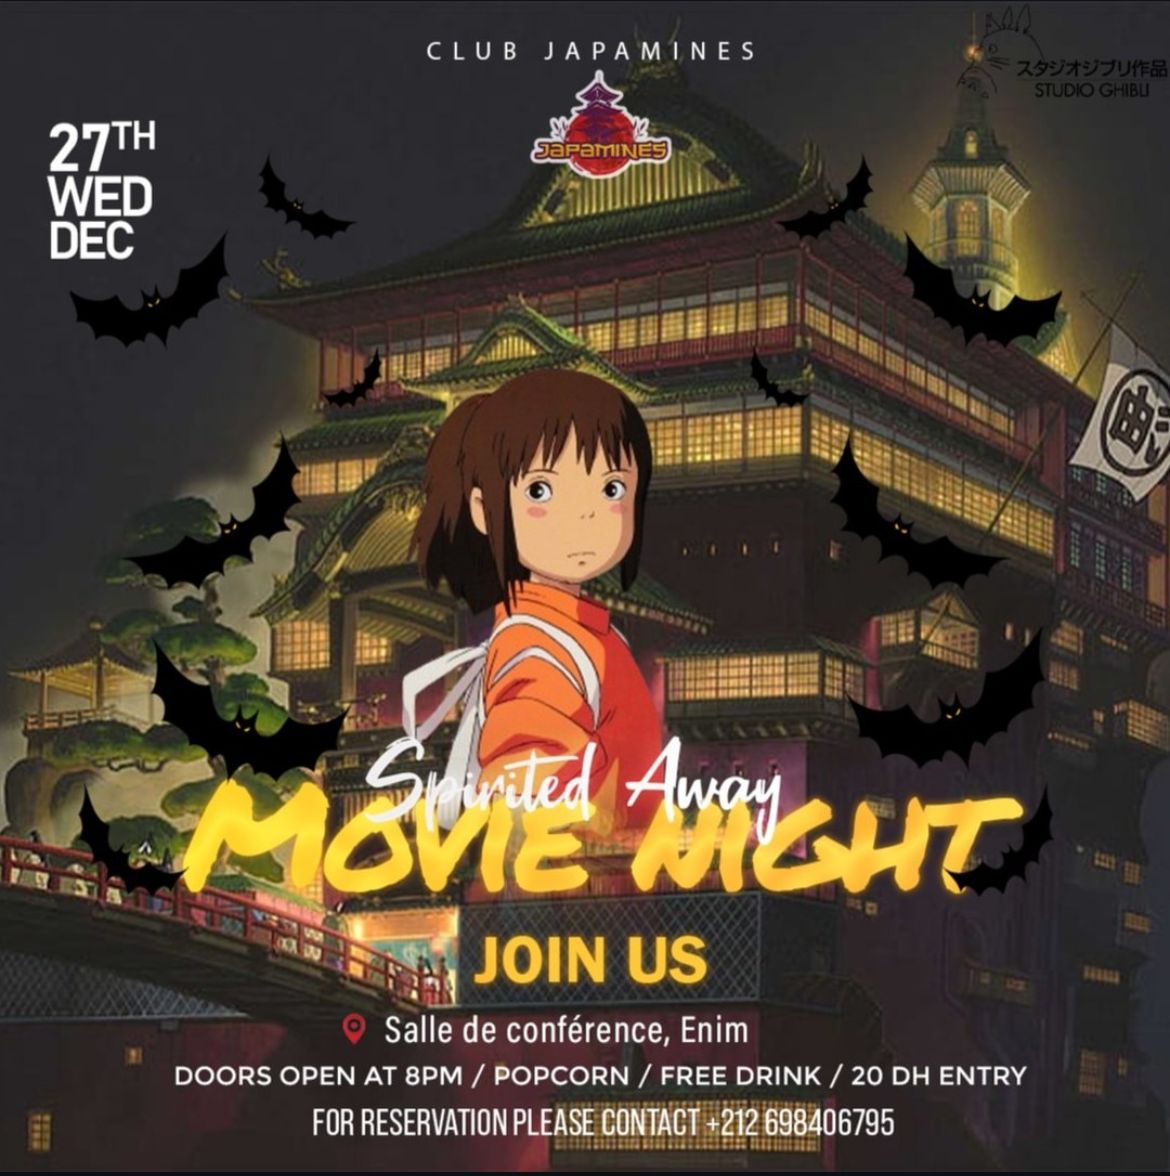 CLUB JAPAMINES
スタジオジブリ作品
STUDIO GHIBLI
JAPAMINES
27TH
WED
DEC
油
Spirited Away
MOVIE NIGHT
JOIN US
Salle de conférence, Enim
DOORS OPEN AT 8PM / POPCORN / FREE DRINK / 20 DH ENTRY
FOR RESERVATION PLEASE CONTACT +212 698406795